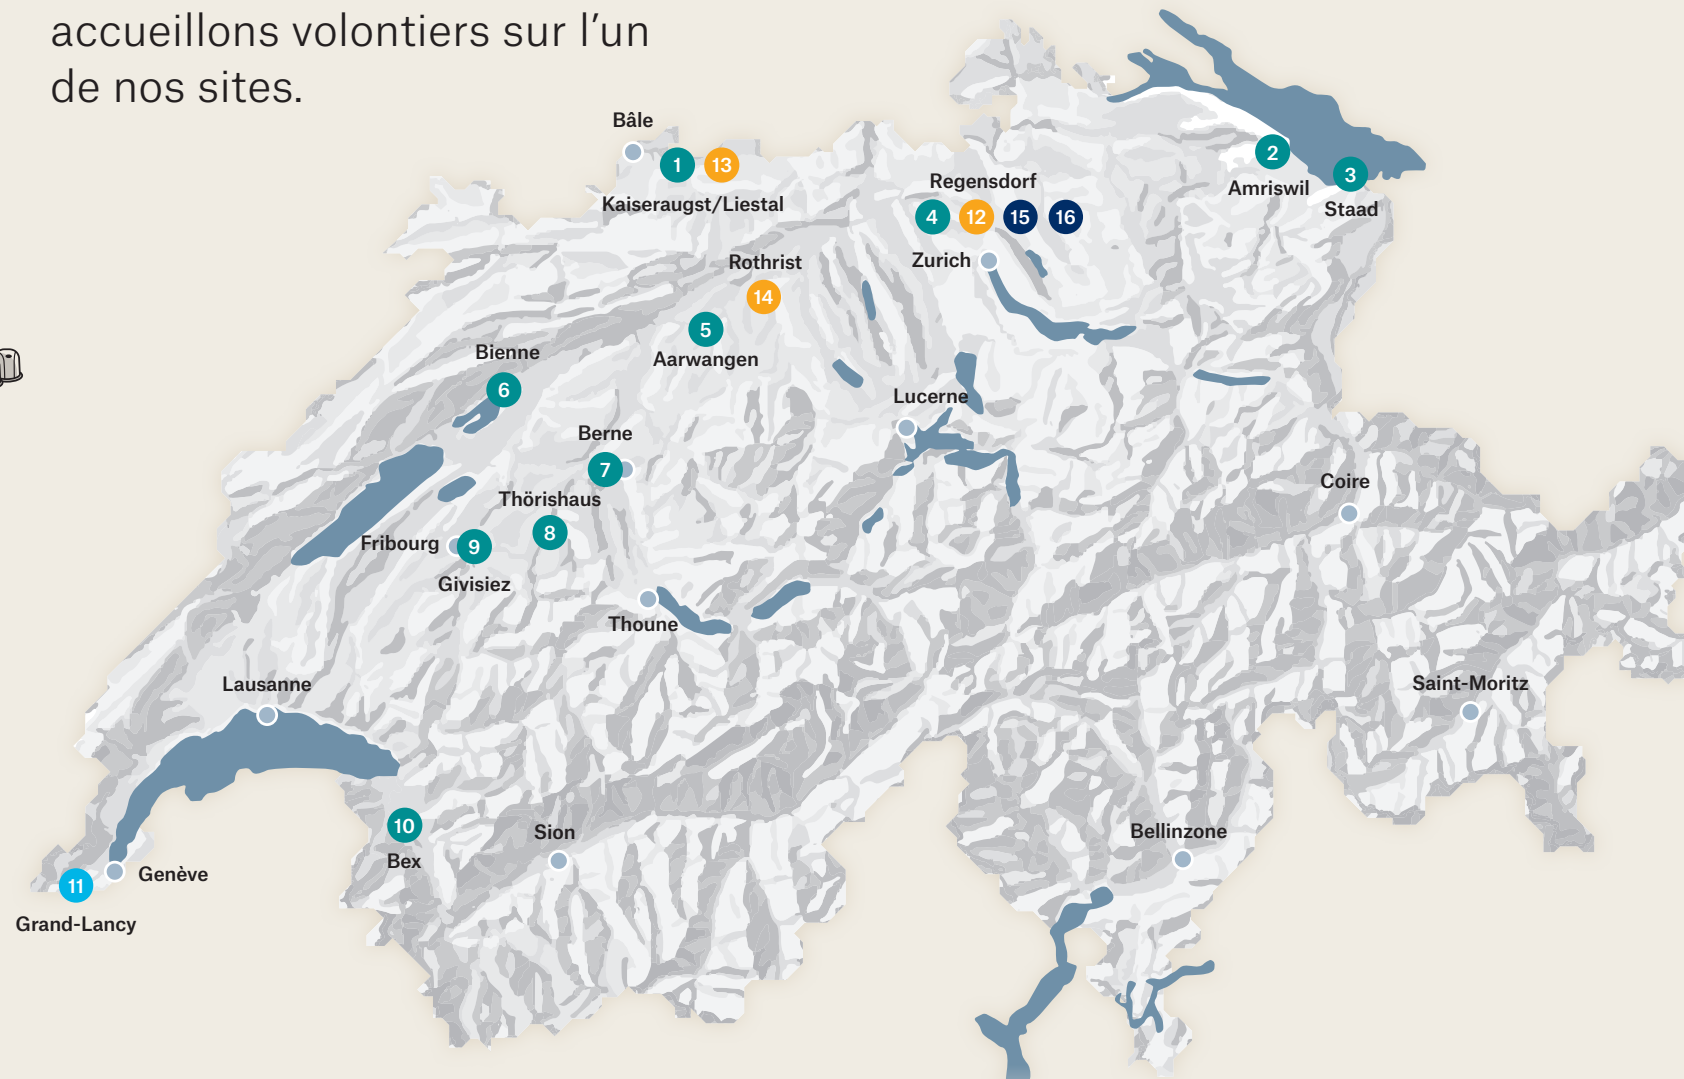 accueillons volontiers sur l’un
de nos sites.
Bâle
1
13
Kaiseraugst/Liestal
2
Amriswil
3
Staad
Regensdorf
4
12
15
16
Zurich
Rothrist
14
5
Aarwangen
Bienne
6
Lucerne
Berne
7
Thörishaus
8
Fribourg
9
Givisiez
Coire
Thoune
Lausanne
Saint-Moritz
10
Bex
Sion
Bellinzone
Genève
11
Grand-Lancy